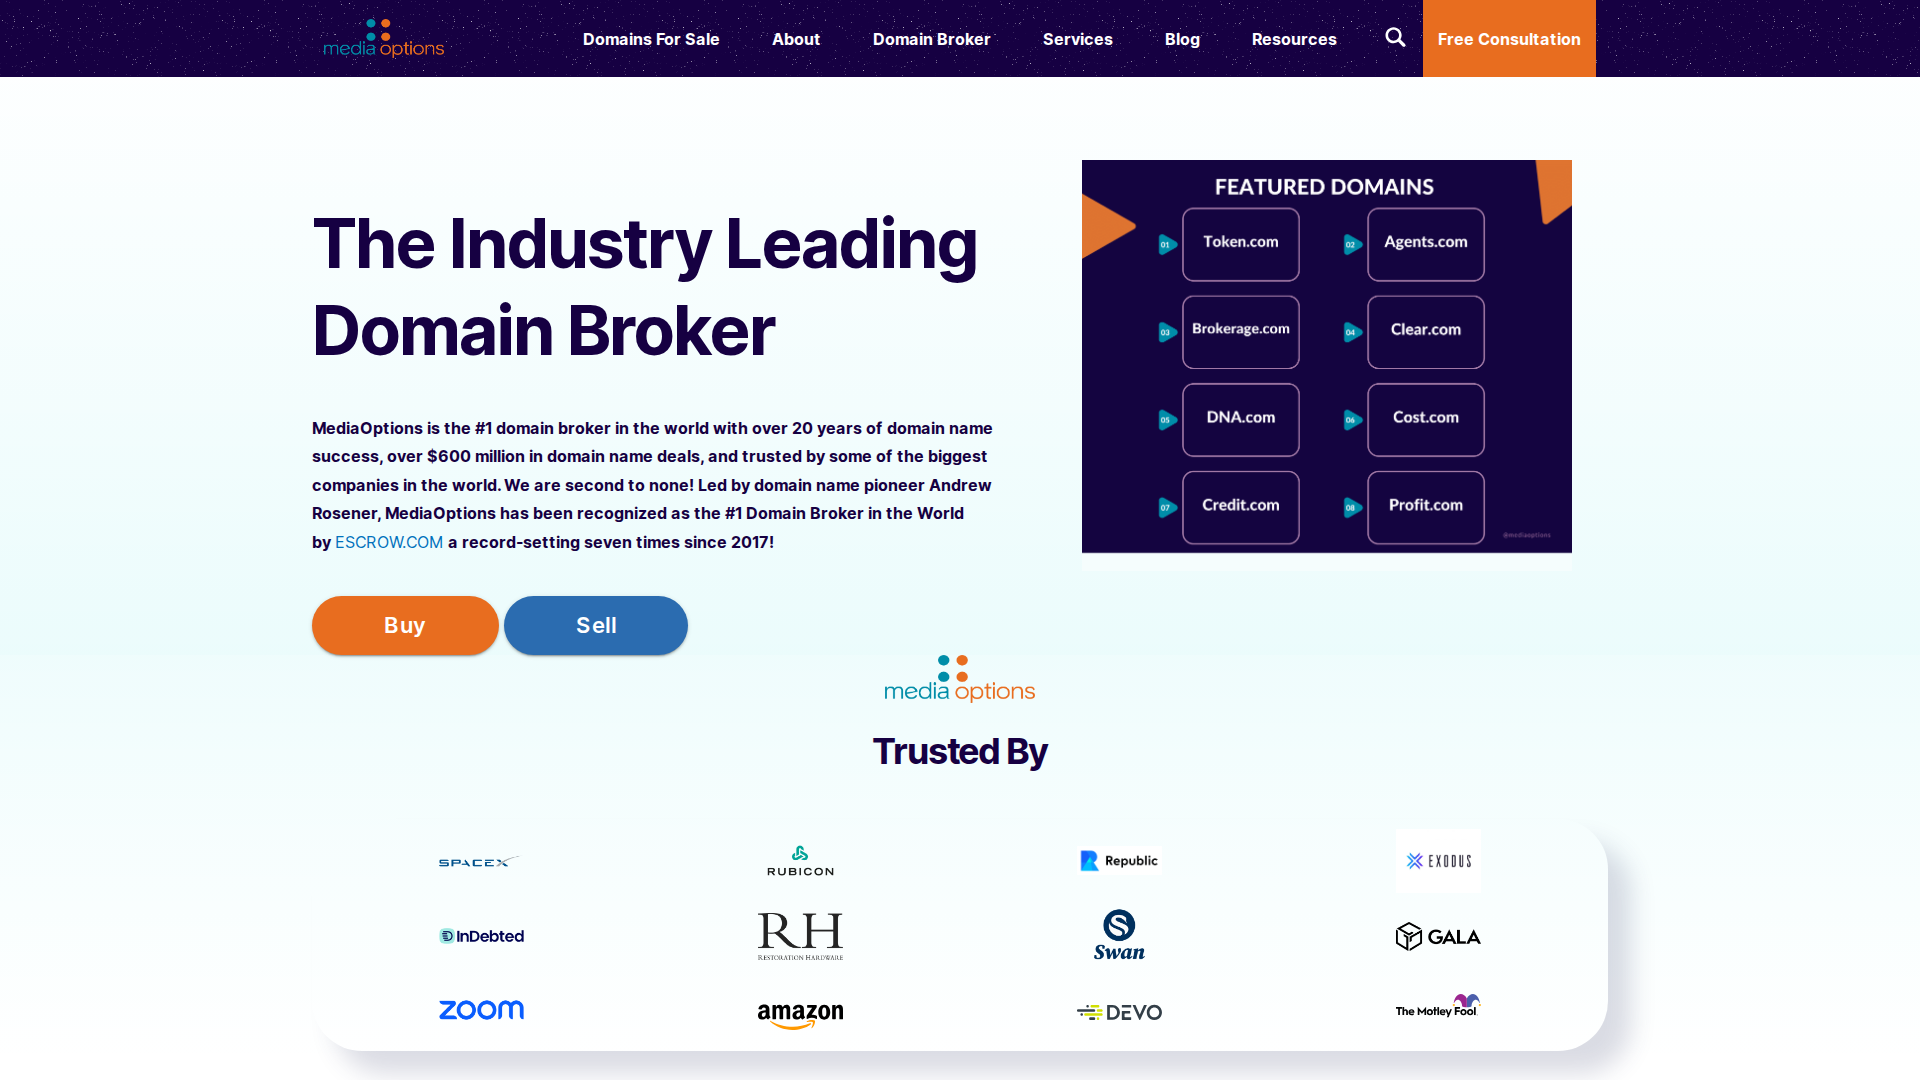 media options
Domains For Sale
About
Domain Broker
Services
Blog
Resources
Free Consultation
The Industry Leading
Domain Broker
MediaOptions is the #1 domain broker in the world with over 20 years of domain name
success, over $600 million in domain name deals, and trusted by some of the biggest
companies in the world. We are second to none! Led by domain name pioneer Andrew
Rosener, MediaOptions has been recognized as the #1 Domain Broker in the World
by ESCROW.COM a record-setting seven times since 2017!
Buy
Sell
FEATURED DOMAINS
01
Token.com
02
Agents.com
03
Brokerage.com
04
Clear.com
05
DNA.com
06
Cost.com
07
Credit.com
08
Profit.com
@mediaoptions
media options
Trusted By
SPACEX
RUBICON
Republic
EXODUS
InDebted
RH
RESTORATION HARDWARE
Swan
GALA
zoom
amazon
DEVO
The Motley Fool